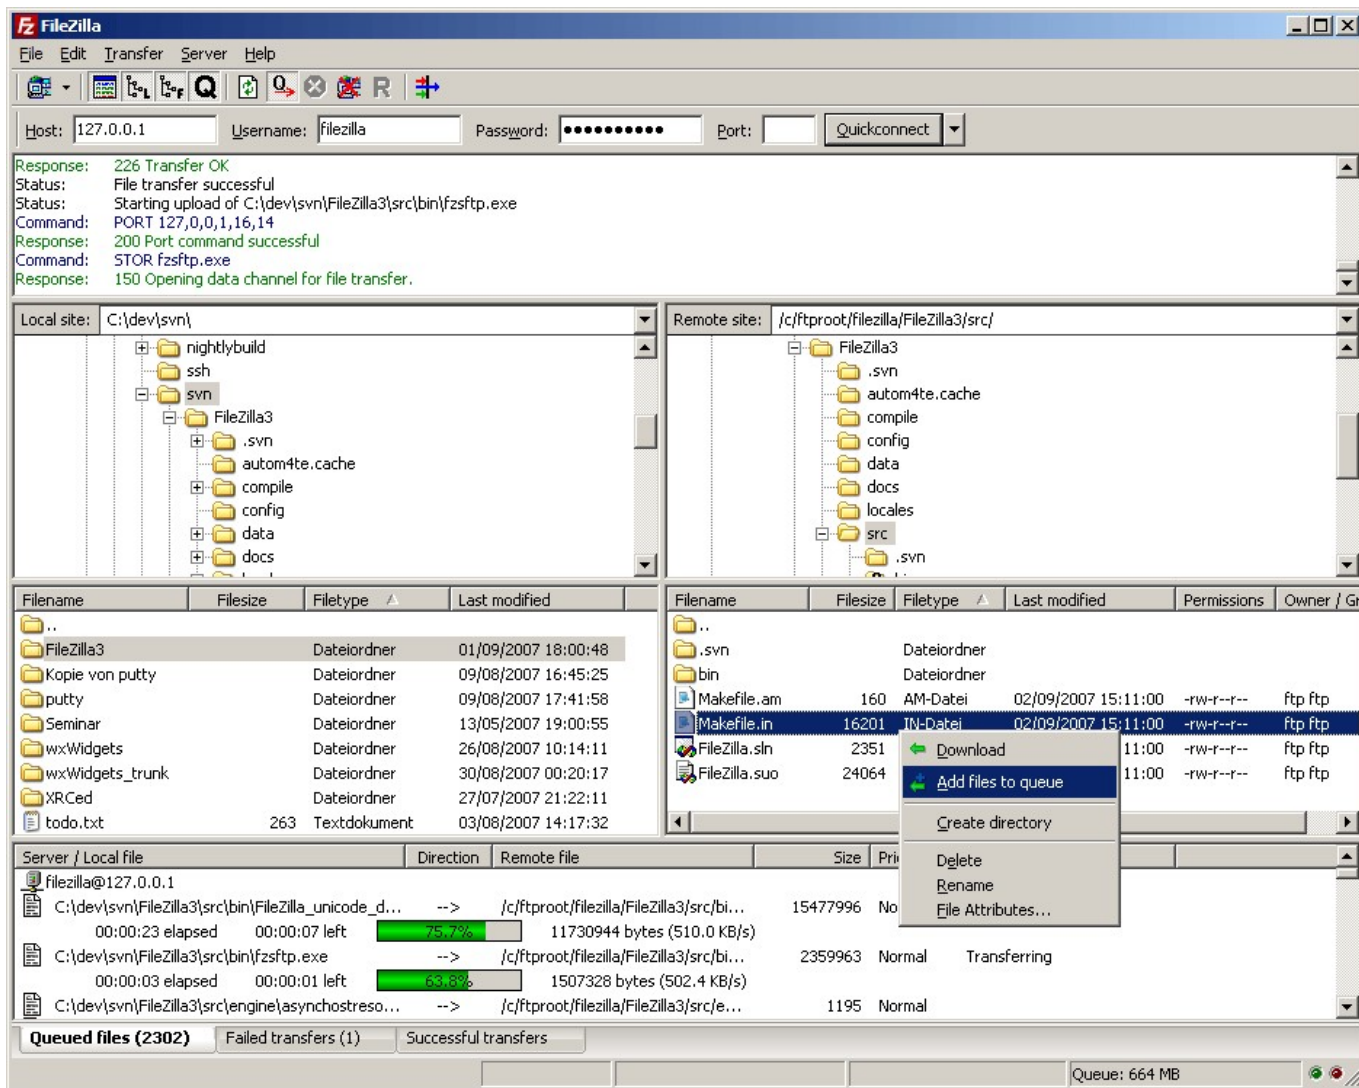 FileZilla
File Edit Transfer Server Help
Host: 127.0.0.1 Username: filezilla Password: ●●●●●●●●●● Port: Quickconnect
Response: 226 Transfer OK
Status: File transfer successful
Status: Starting upload of C:\dev\svn\FileZilla3\src\bin\fzsftp.exe
Command: PORT 127,0,0,1,16,14
Response: 200 Port command successful
Command: STOR fzsftp.exe
Response: 150 Opening data channel for file transfer.
Local site: C:\dev\svn\
nightlybuild
ssh
svn
FileZilla3
.svn
autom4te.cache
compile
config
data
docs
Remote site: /c/ftproot/filezilla/FileZilla3/src/
FileZilla3
.svn
autom4te.cache
compile
config
data
docs
locales
src
.svn
Filename Filesize Filetype Last modified
..
FileZilla3 Dateiordner 01/09/2007 18:00:48
Kopie von putty Dateiordner 09/08/2007 16:45:25
putty Dateiordner 09/08/2007 17:41:58
Seminar Dateiordner 13/05/2007 19:00:55
wxWidgets Dateiordner 26/08/2007 10:14:11
wxWidgets_trunk Dateiordner 30/08/2007 00:20:17
XRCed Dateiordner 27/07/2007 21:22:11
todo.txt 263 Textdokument 03/08/2007 14:17:32
Filename Filesize Filetype Last modified Permissions Owner / Gr
..
.svn Dateiordner
bin Dateiordner
Makefile.am 160 AM-Datei 02/09/2007 15:11:00 -rw-r--r-- ftp ftp
Makefile.in 16201 IN-Datei 02/09/2007 15:11:00 -rw-r--r-- ftp ftp
FileZilla.sln 2351 11:00 -rw-r--r-- ftp ftp
FileZilla.suo 24064 11:00 -rw-r--r-- ftp ftp
Download
Add files to queue
Create directory
Delete
Rename
File Attributes...
Server / Local file Direction Remote file Size Pri
filezilla@127.0.0.1
C:\dev\svn\FileZilla3\src\bin\FileZilla_unicode_d... --> /c/ftproot/filezilla/FileZilla3/src/bi... 15477996 No
00:00:23 elapsed 00:00:07 left 75.7% 11730944 bytes (510.0 KB/s)
C:\dev\svn\FileZilla3\src\bin\fzsftp.exe --> /c/ftproot/filezilla/FileZilla3/src/bi... 2359963 Normal Transferring
00:00:03 elapsed 00:00:01 left 63.8% 1507328 bytes (502.4 KB/s)
C:\dev\svn\FileZilla3\src\engine\asynchostreso... --> /c/ftproot/filezilla/FileZilla3/src/e... 1195 Normal
Queued files (2302) Failed transfers (1) Successful transfers
Queue: 664 MB